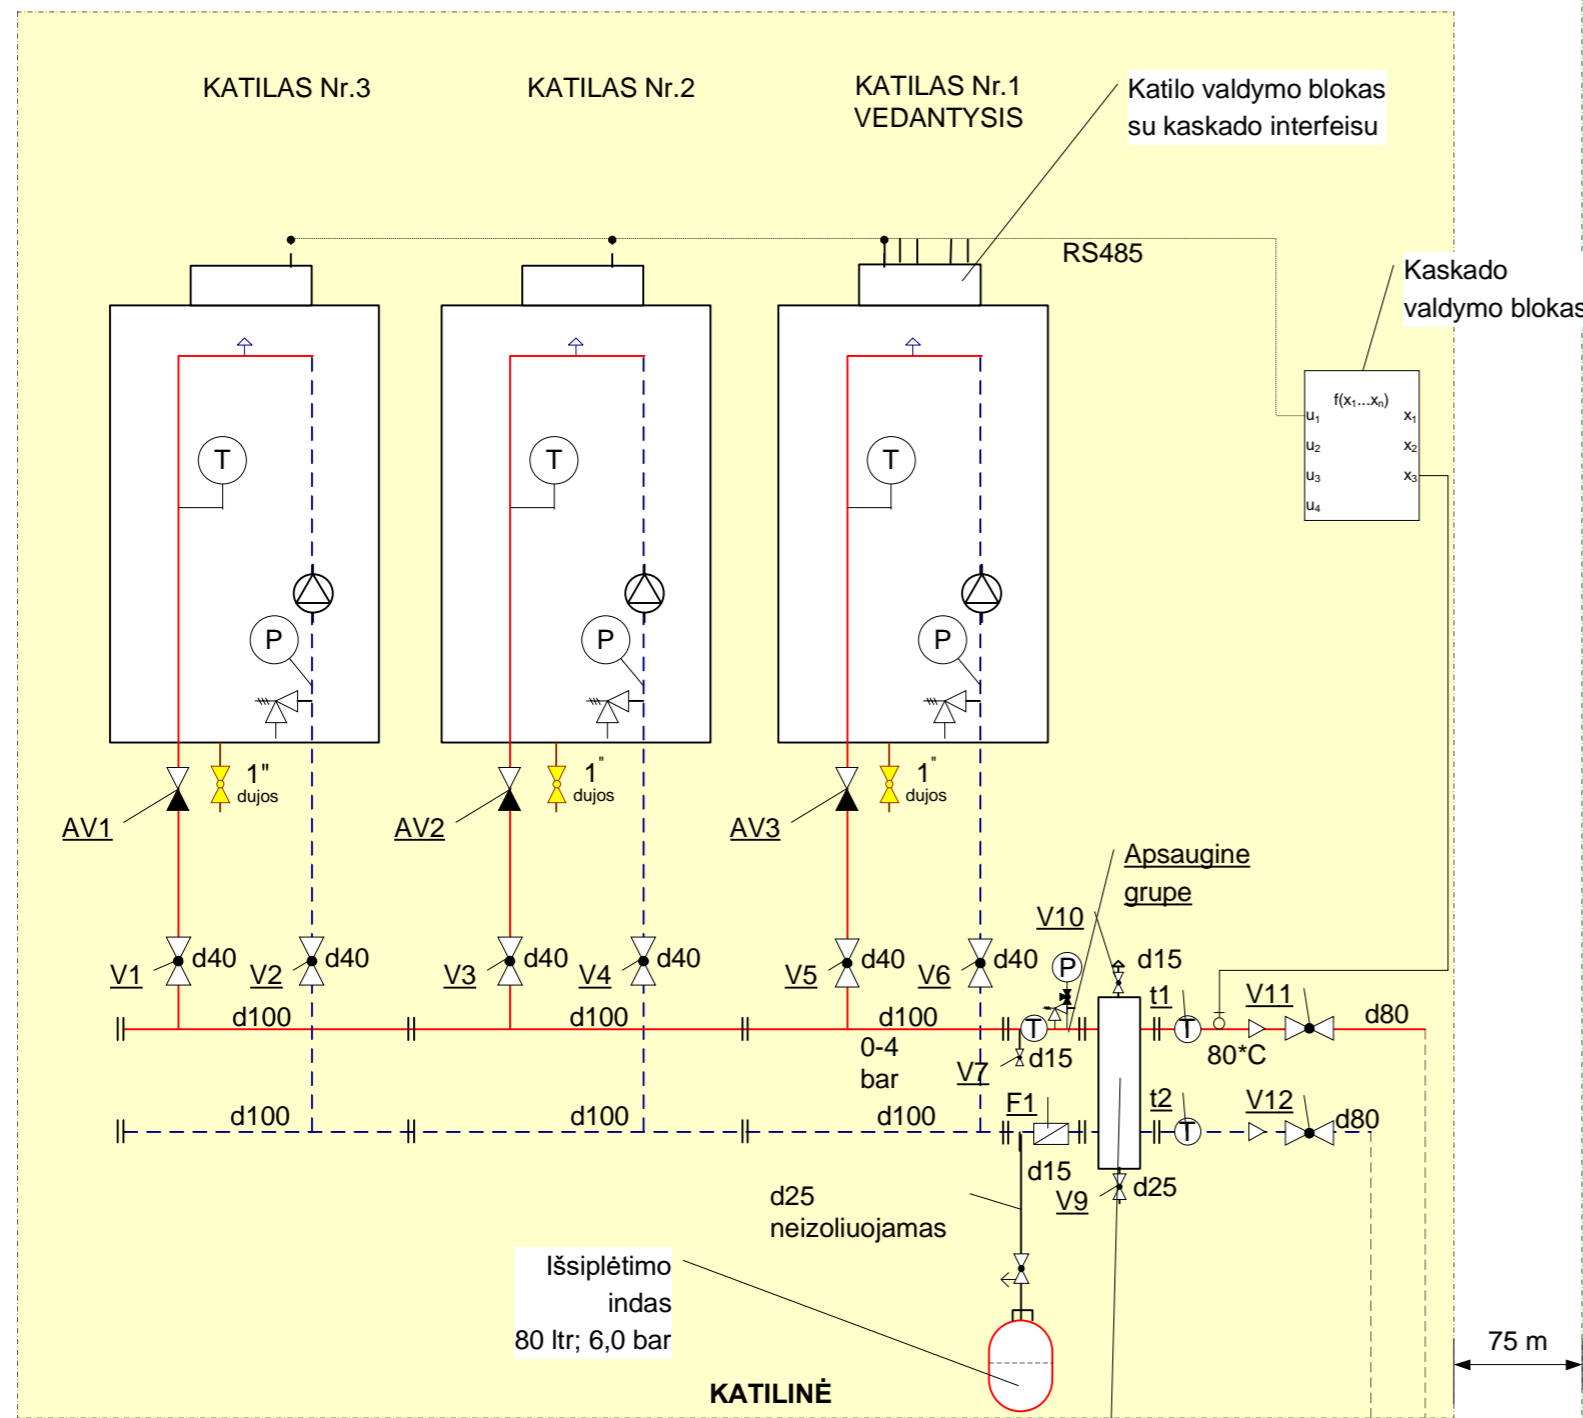 KATILAS Nr.3
KATILAS Nr.2
KATILAS Nr.1
VEDANTYSIS
Katilo valdymo blokas
su kaskado interfeisu
RS485
Kaskado
valdymo blokas
f(x₁...xₙ)
u₁
x₁
u₂
x₂
u₃
x₃
u₄
T
T
T
P
P
P
1"
dujos
1"
dujos
1"
dujos
AV1
AV2
AV3
Apsaugine
grupe
V10
V1
d40
V2
d40
V3
d40
V4
d40
V5
d40
V6
d40
P
d15
t1
V11
d100
d100
d100
T
T
d80
0-4
bar
V7
d15
80*C
F1
t2
V12
d100
d100
d100
T
d80
d15
V9
d25
d25
neizoliuojamas
Išsiplėtimo
indas
80 ltr; 6,0 bar
75 m
KATILINĖ